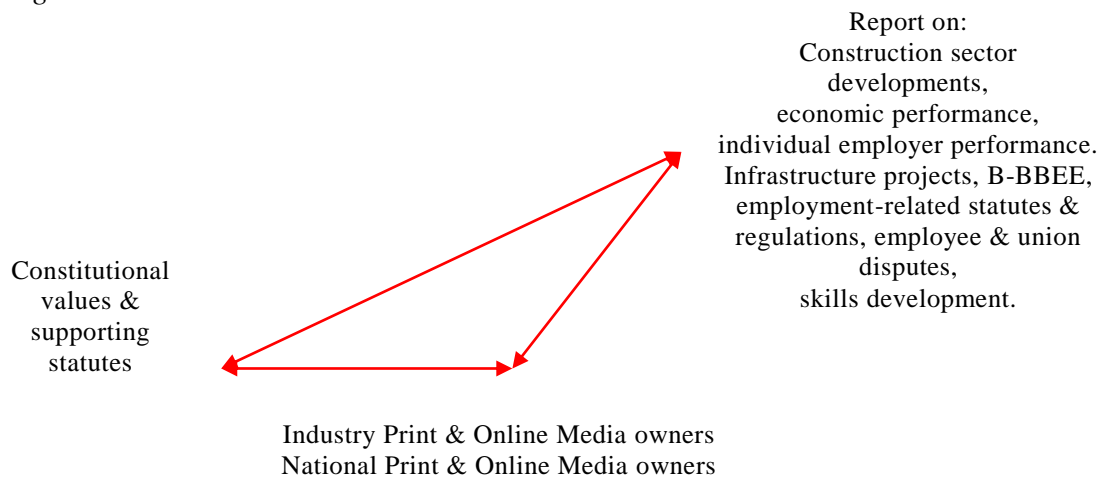 Report on:
Construction sector
developments,
economic performance,
individual employer performance.
Infrastructure projects, B-BBEE,
employment-related statutes &
regulations, employee & union
disputes,
skills development.
Constitutional
values &
supporting
statutes
Industry Print & Online Media owners
National Print & Online Media owners